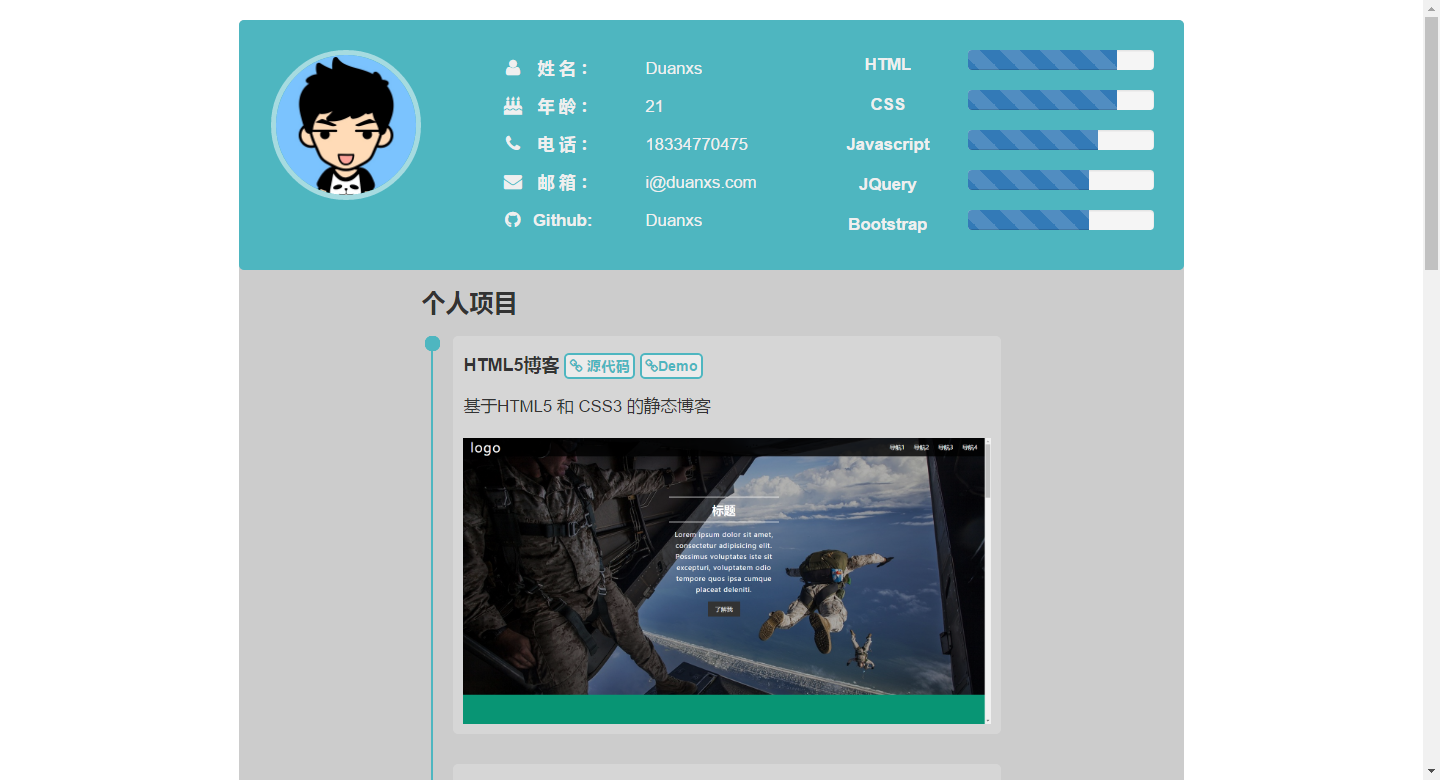 姓 名 : Duanxs
年 龄 : 21
电 话 : 18334770475
邮 箱 : i@duanxs.com
Github: Duanxs
HTML
CSS
Javascript
JQuery
Bootstrap
个人项目
HTML5博客 源代码 Demo
基于HTML5 和 CSS3 的静态博客
logo 导航1 导航2 导航3 导航4
标题
Lorem ipsum dolor sit amet,
consectetur adipisicing elit.
Possimus voluptates iste sit
excepturi, voluptatem odio
tempore quos ipsa cumque
placeat deleniti.
了解我